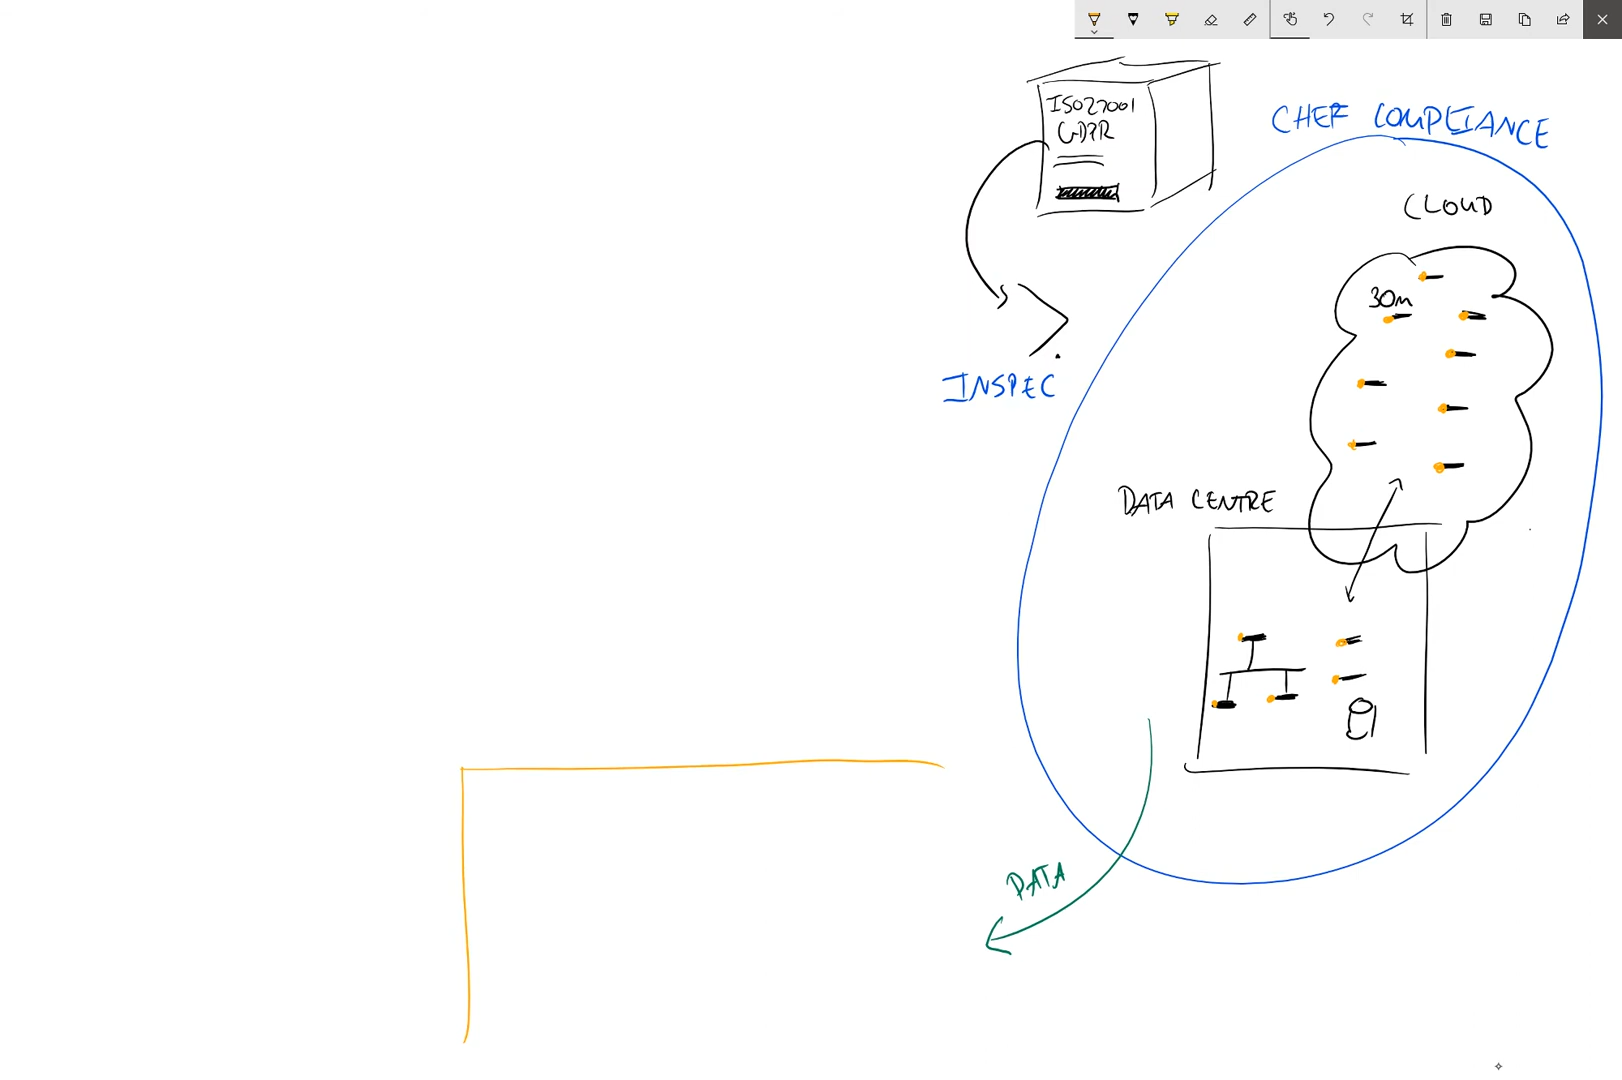 ISO27001
GDPR
CHEF COMPLIANCE
CLOUD
30m
INSPEC
DATA CENTRE
DATA